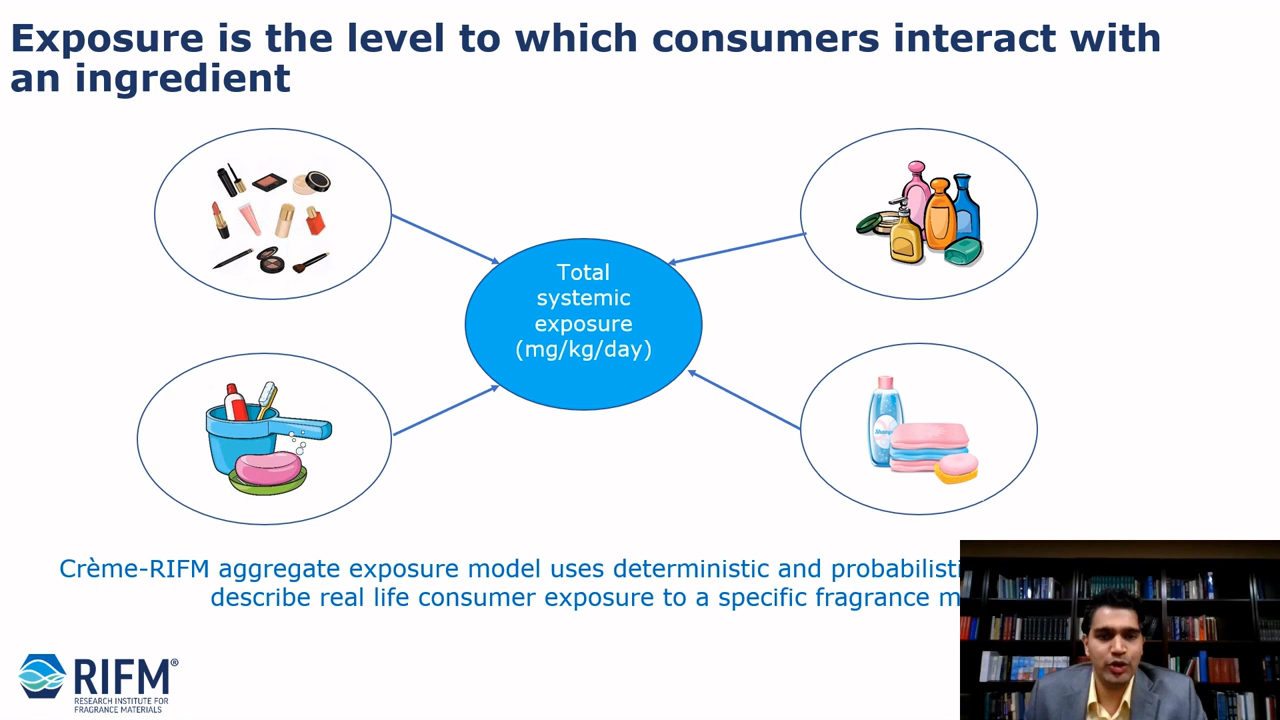 Exposure is the level to which consumers interact with
an ingredient
Total
systemic
exposure
(mg/kg/day)
Crème-RIFM aggregate exposure model uses deterministic and
describe real life consumer exposure to a specific fragrance
RIFM®
RESEARCH INSTITUTE FOR
FRAGRANCE MATERIALS